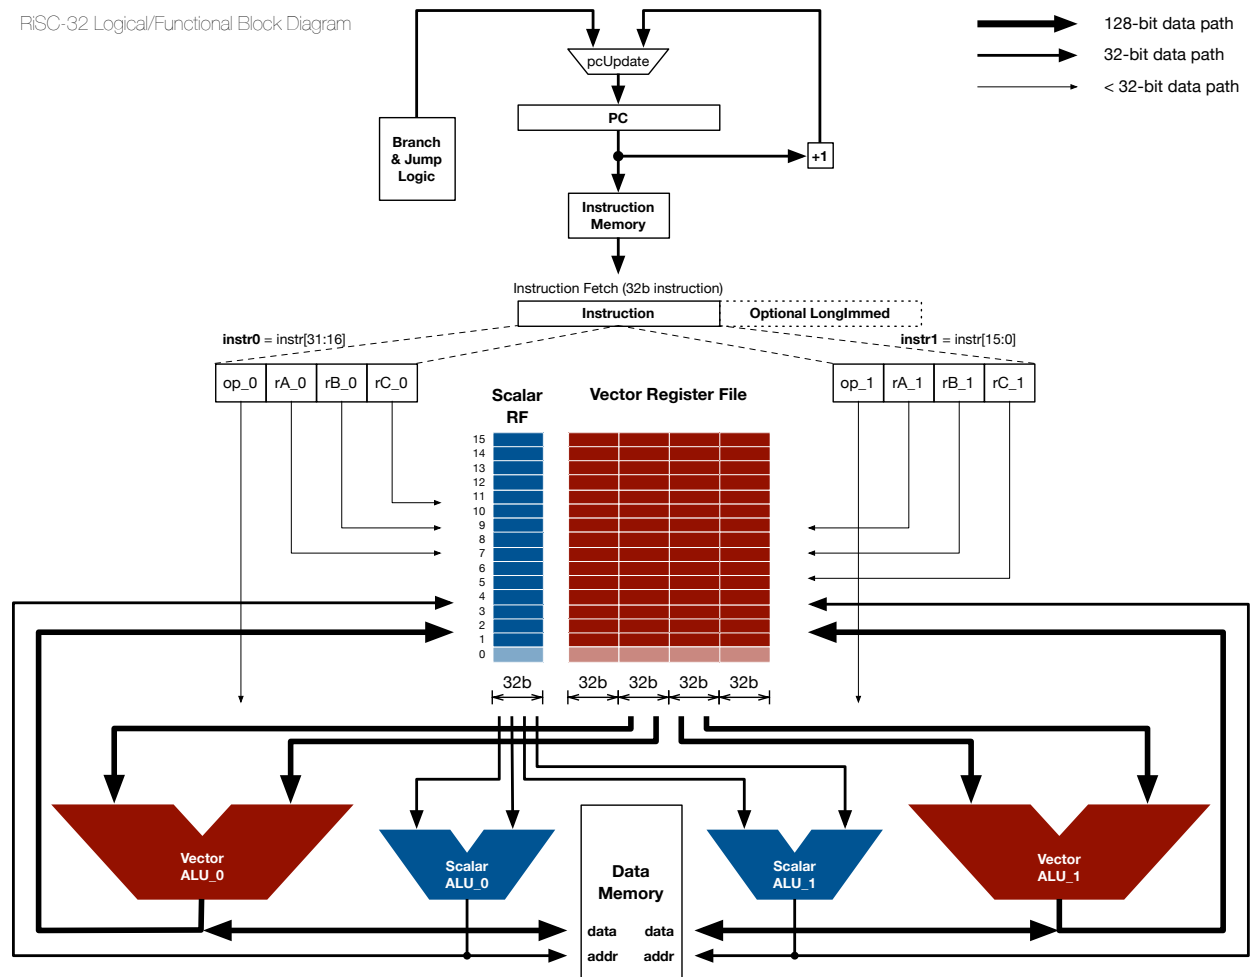 RiSC-32 Logical/Functional Block Diagram
128-bit data path
32-bit data path
< 32-bit data path
pcUpdate
PC
Branch
& Jump
Logic
+1
Instruction
Memory
Instruction Fetch (32b instruction)
Instruction
Optional LongImmed
instr0 = instr[31:16]
instr1 = instr[15:0]
op_0 rA_0 rB_0 rC_0
op_1 rA_1 rB_1 rC_1
Scalar
RF
Vector Register File
15
14
13
12
11
10
9
8
7
6
5
4
3
2
1
0
32b 32b 32b 32b 32b
Vector
ALU_0
Scalar
ALU_0
Data
Memory
Scalar
ALU_1
Vector
ALU_1
data data
addr addr